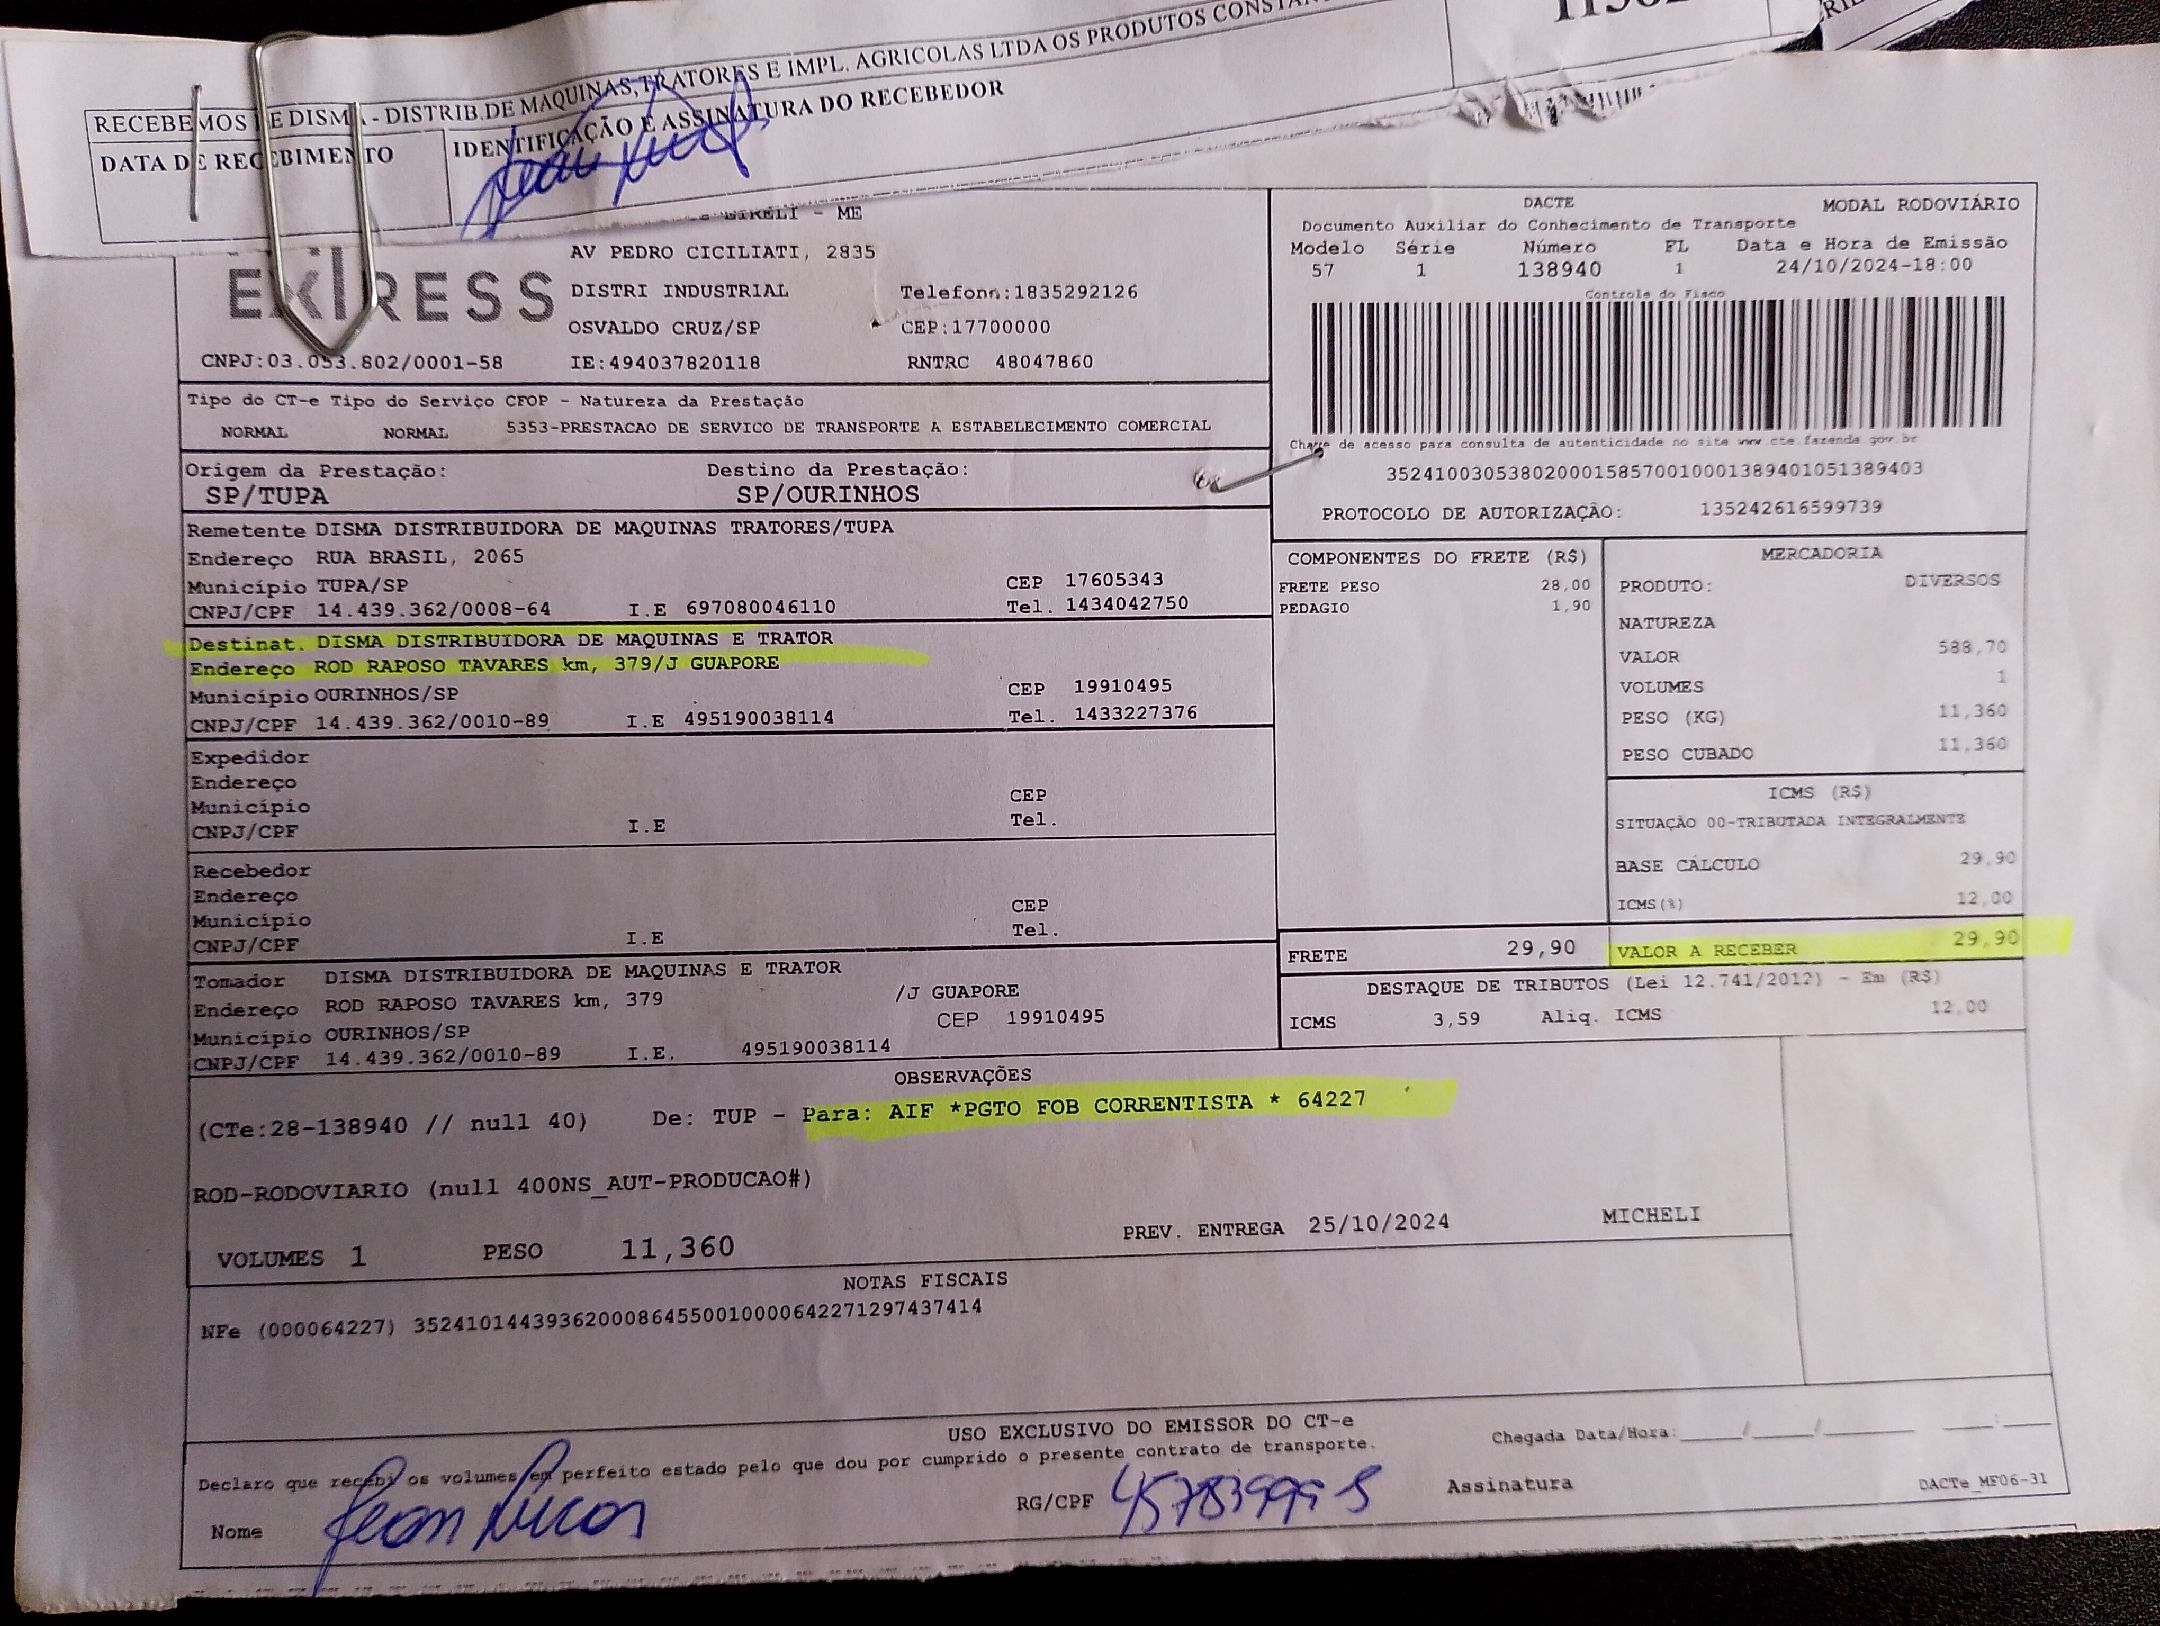 RECEBEMOS DE DISMA - DISTRIB.DE MAQUINAS,TRATORES E IMPL. AGRICOLAS LTDA OS PRODUTOS
DATA DE RECEBIMENTO
IDENTIFICAÇÃO E ASSINATURA DO RECEBEDOR
EIRELI - ME
AV PEDRO CICILIATI, 2835
DISTRI INDUSTRIAL Telefone:1835292126
OSVALDO CRUZ/SP CEP:17700000
CNPJ:03.053.802/0001-58 IE:494037820118 RNTRC 48047860
DACTE MODAL RODOVIÁRIO
Documento Auxiliar do Conhecimento de Transporte
Modelo Série Número FL Data e Hora de Emissão
57 1 138940 1 24/10/2024-18:00
Controle do Fisco
Chave de acesso para consulta de autenticidade no site www.cte.fazenda.gov.br
35241003053802000158570010001389401051389403
PROTOCOLO DE AUTORIZAÇÃO: 135242616599739
Tipo do CT-e Tipo do Serviço CFOP - Natureza da Prestação
NORMAL NORMAL 5353-PRESTACAO DE SERVICO DE TRANSPORTE A ESTABELECIMENTO COMERCIAL
Origem da Prestação: Destino da Prestação:
SP/TUPA SP/OURINHOS
Remetente DISMA DISTRIBUIDORA DE MAQUINAS TRATORES/TUPA
Endereço RUA BRASIL, 2065
Município TUPA/SP CEP 17605343
CNPJ/CPF 14.439.362/0008-64 I.E 697080046110 Tel. 1434042750
Destinat. DISMA DISTRIBUIDORA DE MAQUINAS E TRATOR
Endereço ROD RAPOSO TAVARES km, 379/J GUAPORE
Município OURINHOS/SP CEP 19910495
CNPJ/CPF 14.439.362/0010-89 I.E 495190038114 Tel. 1433227376
Expedidor
Endereço
Município CEP
CNPJ/CPF I.E Tel.
Recebedor
Endereço
Município CEP
CNPJ/CPF I.E Tel.
Tomador DISMA DISTRIBUIDORA DE MAQUINAS E TRATOR
Endereço ROD RAPOSO TAVARES km, 379 /J GUAPORE
Município OURINHOS/SP CEP 19910495
CNPJ/CPF 14.439.362/0010-89 I.E. 495190038114
COMPONENTES DO FRETE (R$)
FRETE PESO 28,00
PEDAGIO 1,90
MERCADORIA
PRODUTO: DIVERSOS
NATUREZA
VALOR 588,70
VOLUMES 1
PESO (KG) 11,360
PESO CUBADO 11,360
ICMS (R$)
SITUAÇÃO 00-TRIBUTADA INTEGRALMENTE
BASE CÁLCULO 29,90
ICMS(%) 12,00
FRETE 29,90 VALOR A RECEBER 29,90
DESTAQUE DE TRIBUTOS (Lei 12.741/2012) - Em (R$)
ICMS 3,59 Aliq. ICMS 12,00
OBSERVAÇÕES
(CTe:28-138940 // null 40) De: TUP - Para: AIF *PGTO FOB CORRENTISTA * 64227
ROD-RODOVIARIO (null 400NS_AUT-PRODUCAO#)
VOLUMES 1 PESO 11,360 PREV. ENTREGA 25/10/2024 MICHELI
NOTAS FISCAIS
NFe (000064227) 35241014439362000864550010000642271297437414
USO EXCLUSIVO DO EMISSOR DO CT-e
Declaro que recebi os volumes em perfeito estado pelo que dou por cumprido o presente contrato de transporte.
Chegada Data/Hora: / / :
Nome Jean Lucas RG/CPF Assinatura
DACTe_MF06-31